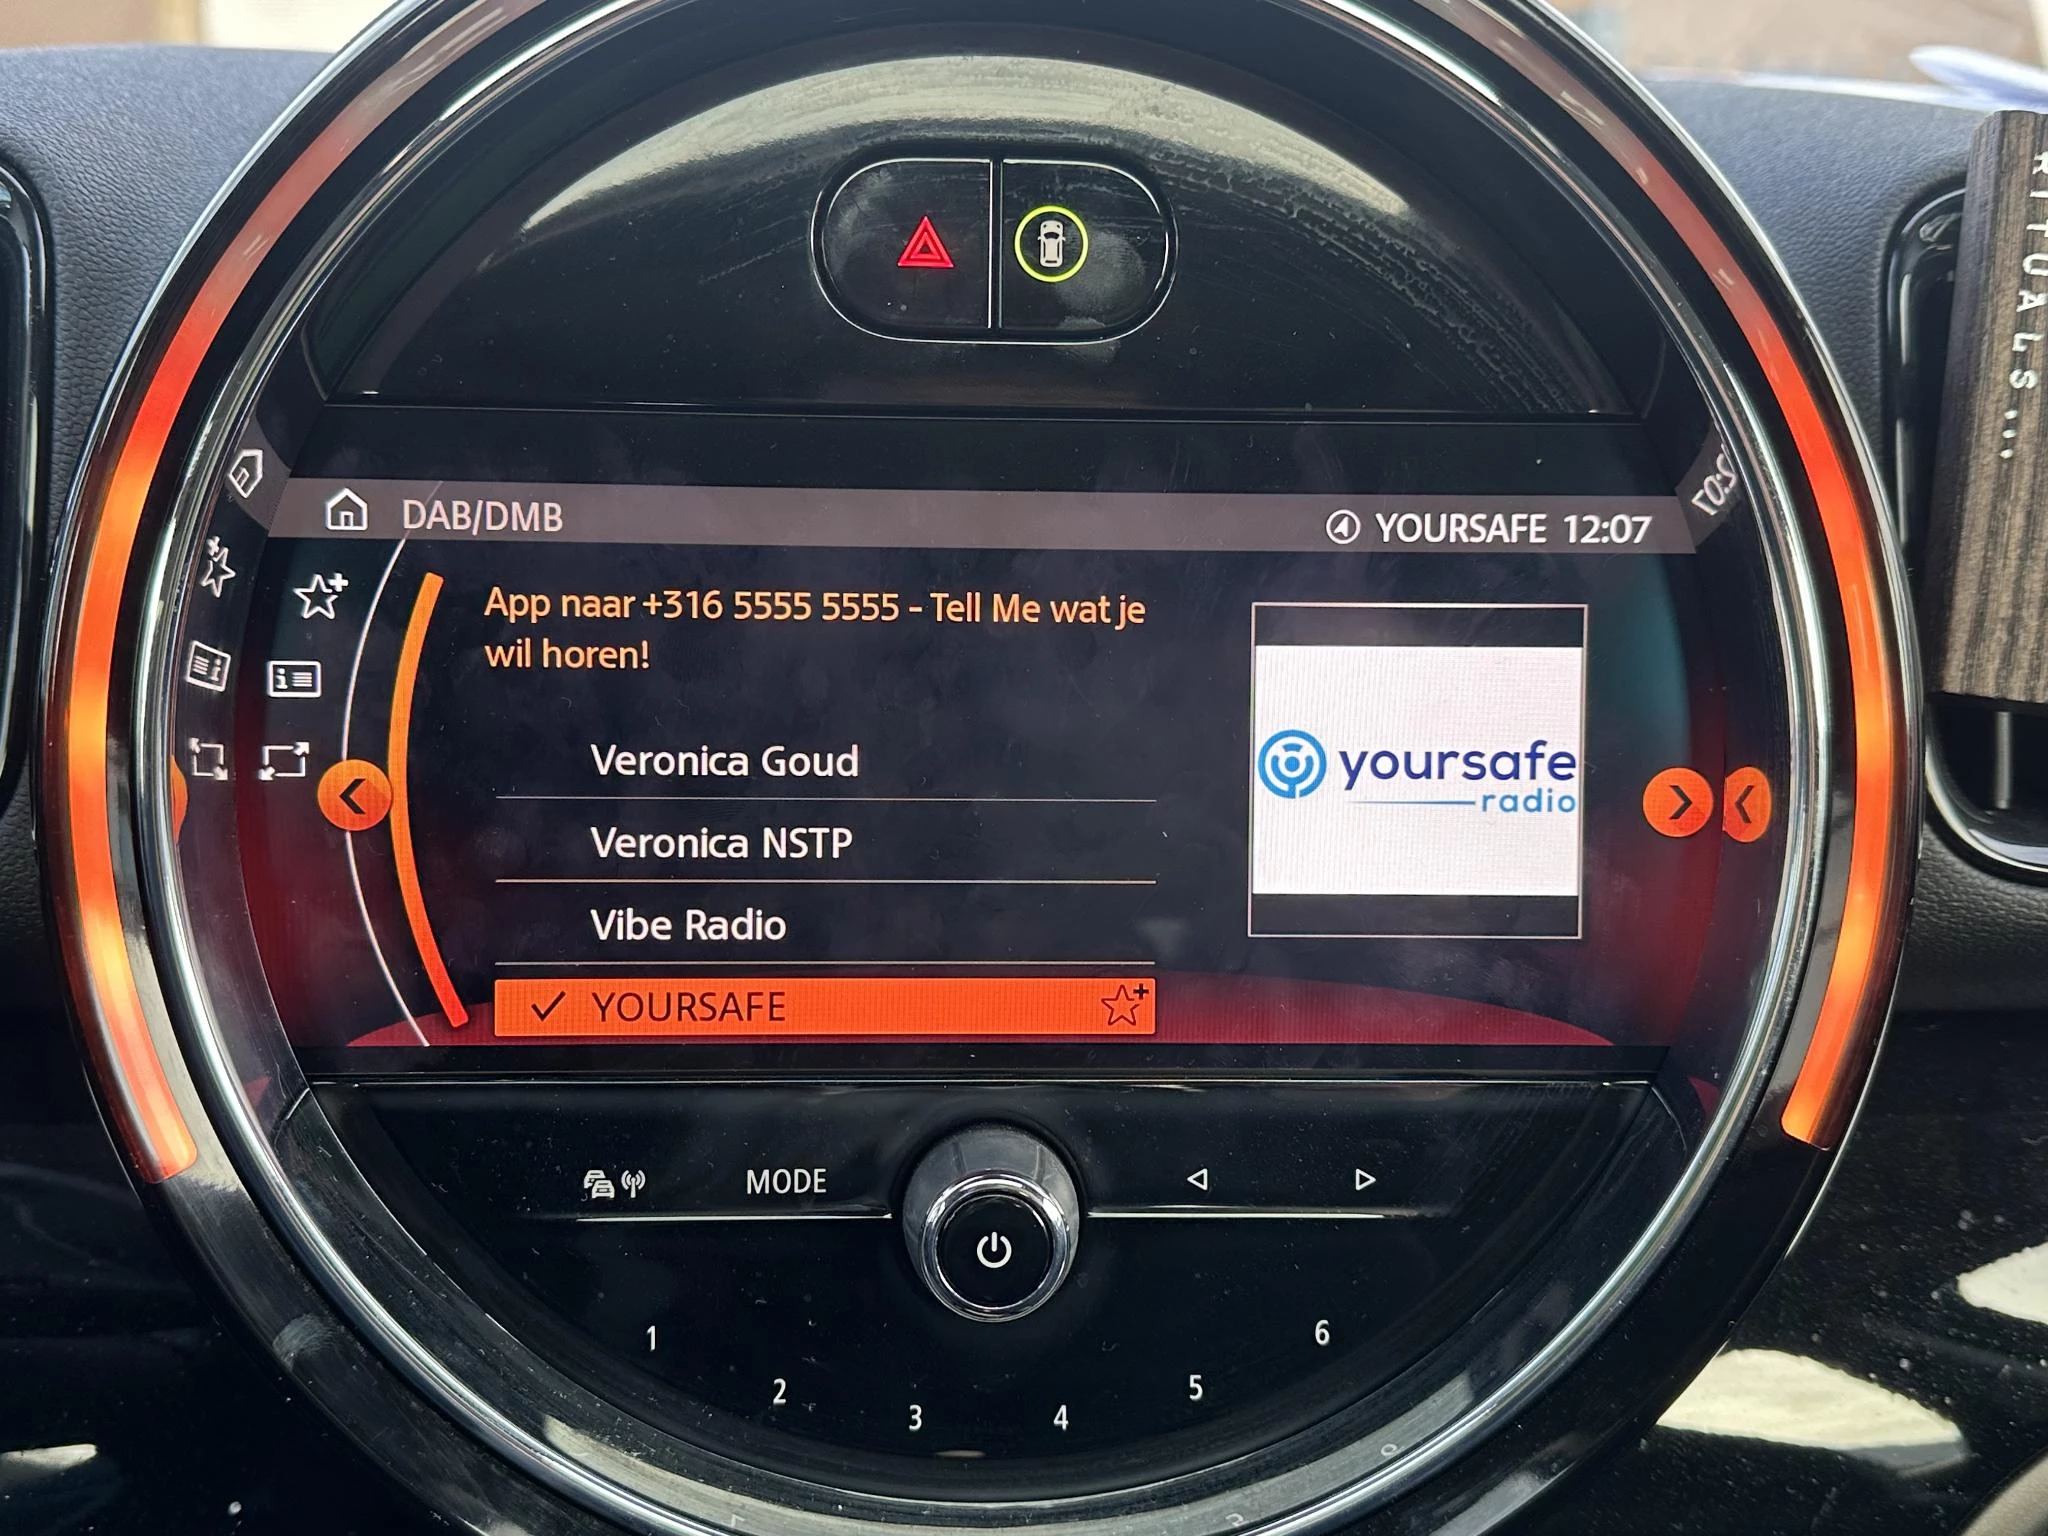 DAB/DMB
YOURSAFE 12:07
App naar +316 5555 5555 - Tell Me wat je
wil horen!
Veronica Goud
Veronica NSTP
Vibe Radio
YOURSAFE
yoursafe
radio
MODE
1
2
3
4
5
6
RITUALS...